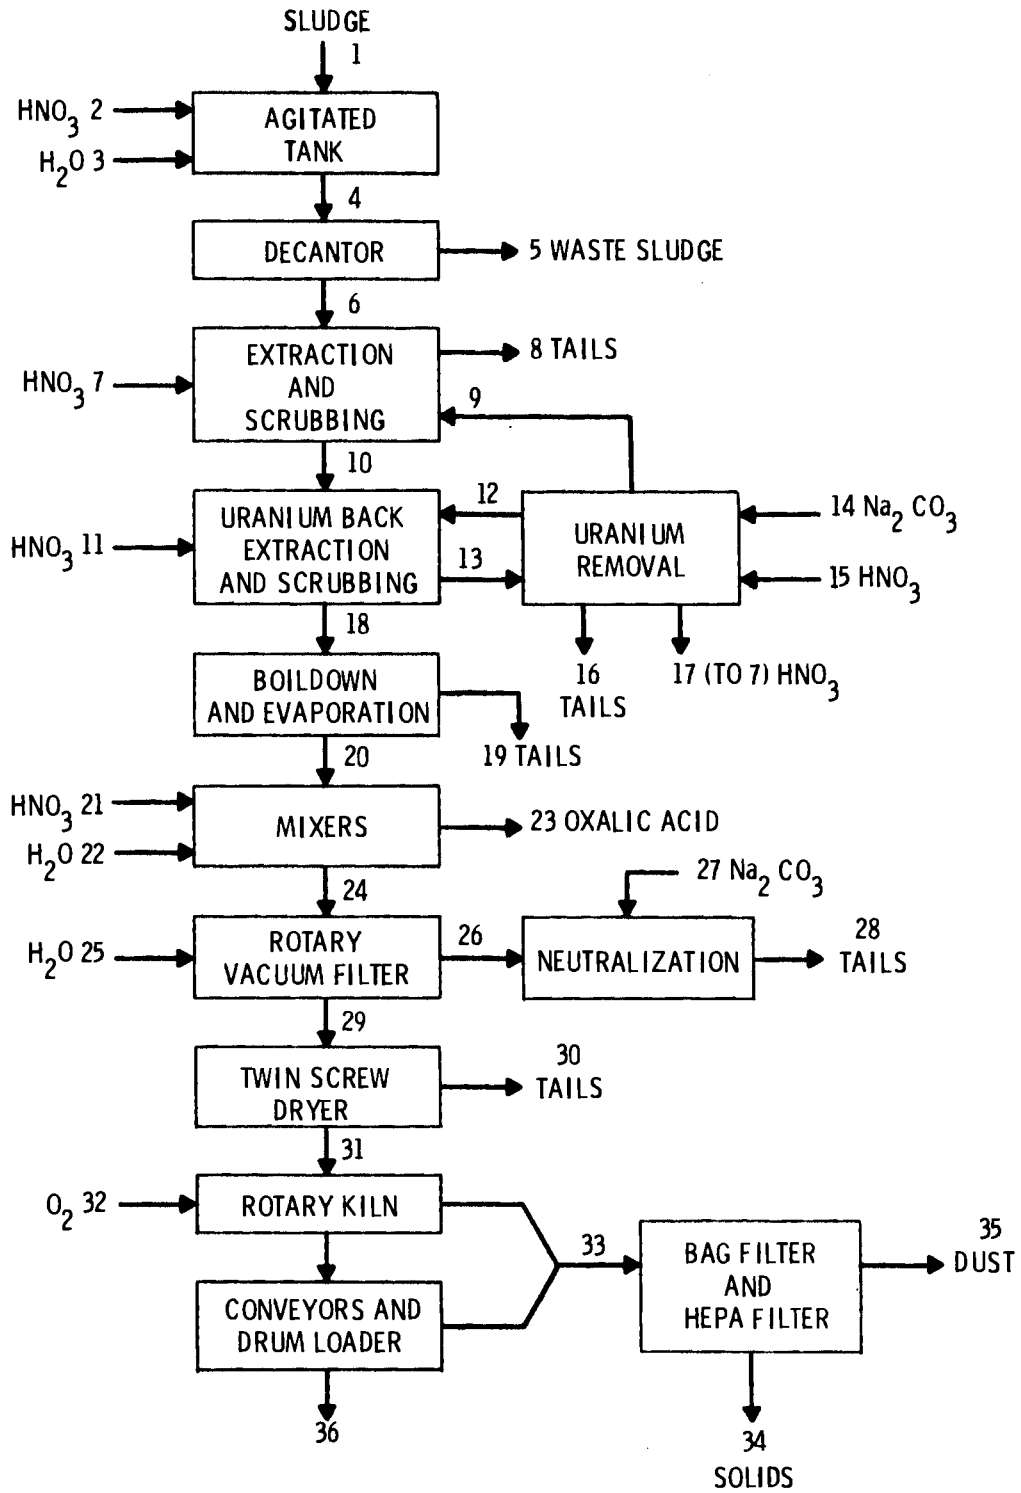 SLUDGE
1
HNO3 2
H2O 3
AGITATED
TANK
4
DECANTOR
5 WASTE SLUDGE
6
EXTRACTION
AND
SCRUBBING
8 TAILS
HNO3 7
9
10
URANIUM BACK
EXTRACTION
AND SCRUBBING
HNO3 11
12
13
URANIUM
REMOVAL
14 Na2 CO3
15 HNO3
16
TAILS
17 (TO 7) HNO3
18
BOILDOWN
AND EVAPORATION
19 TAILS
20
HNO3 21
H2O 22
MIXERS
23 OXALIC ACID
24
27 Na2 CO3
H2O 25
ROTARY
VACUUM FILTER
26
NEUTRALIZATION
28
TAILS
29
TWIN SCREW
DRYER
30
TAILS
31
O2 32
ROTARY KILN
33
CONVEYORS AND
DRUM LOADER
BAG FILTER
AND
HEPA FILTER
35
DUST
36
34
SOLIDS